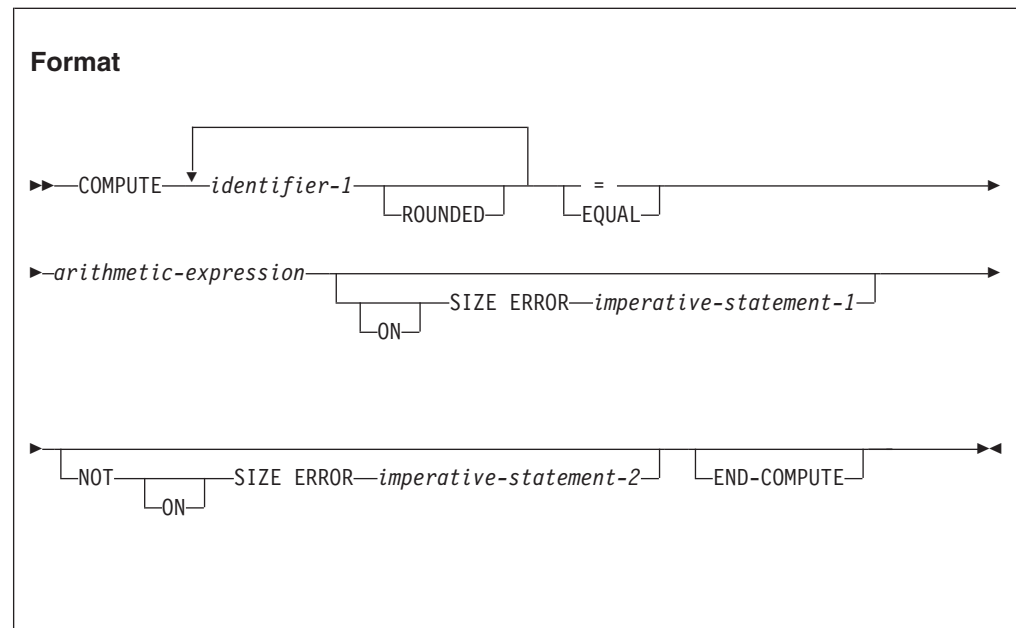 Format
COMPUTE identifier-1 =
ROUNDED EQUAL
arithmetic-expression
SIZE ERROR imperative-statement-1
ON
NOT SIZE ERROR imperative-statement-2 END-COMPUTE
ON